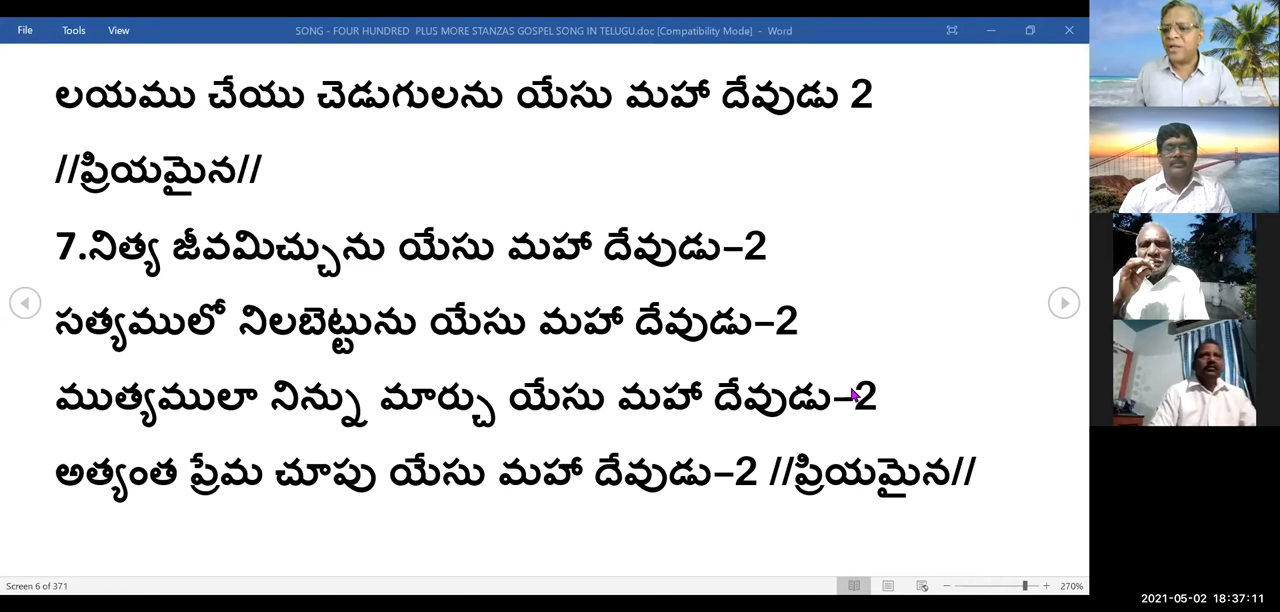 File Tools View SONG - FOUR HUNDRED PLUS MORE STANZAS GOSPEL SONG IN TELUGU.doc [Compatibility Mode] - Word
లయము చేయు చెడుగులను యేసు మహా దేవుడు 2
//ప్రియమైన//
7.నిత్య జీవమిచ్చును యేసు మహా దేవుడు–2
సత్యములో నిలబెట్టును యేసు మహా దేవుడు–2
ముత్యములా నిన్ను మార్చు యేసు మహా దేవుడు–2
అత్యంత ప్రేమ చూపు యేసు మహా దేవుడు–2 //ప్రియమైన//
Screen 6 of 371 270%
2021-05-02 18:37:11